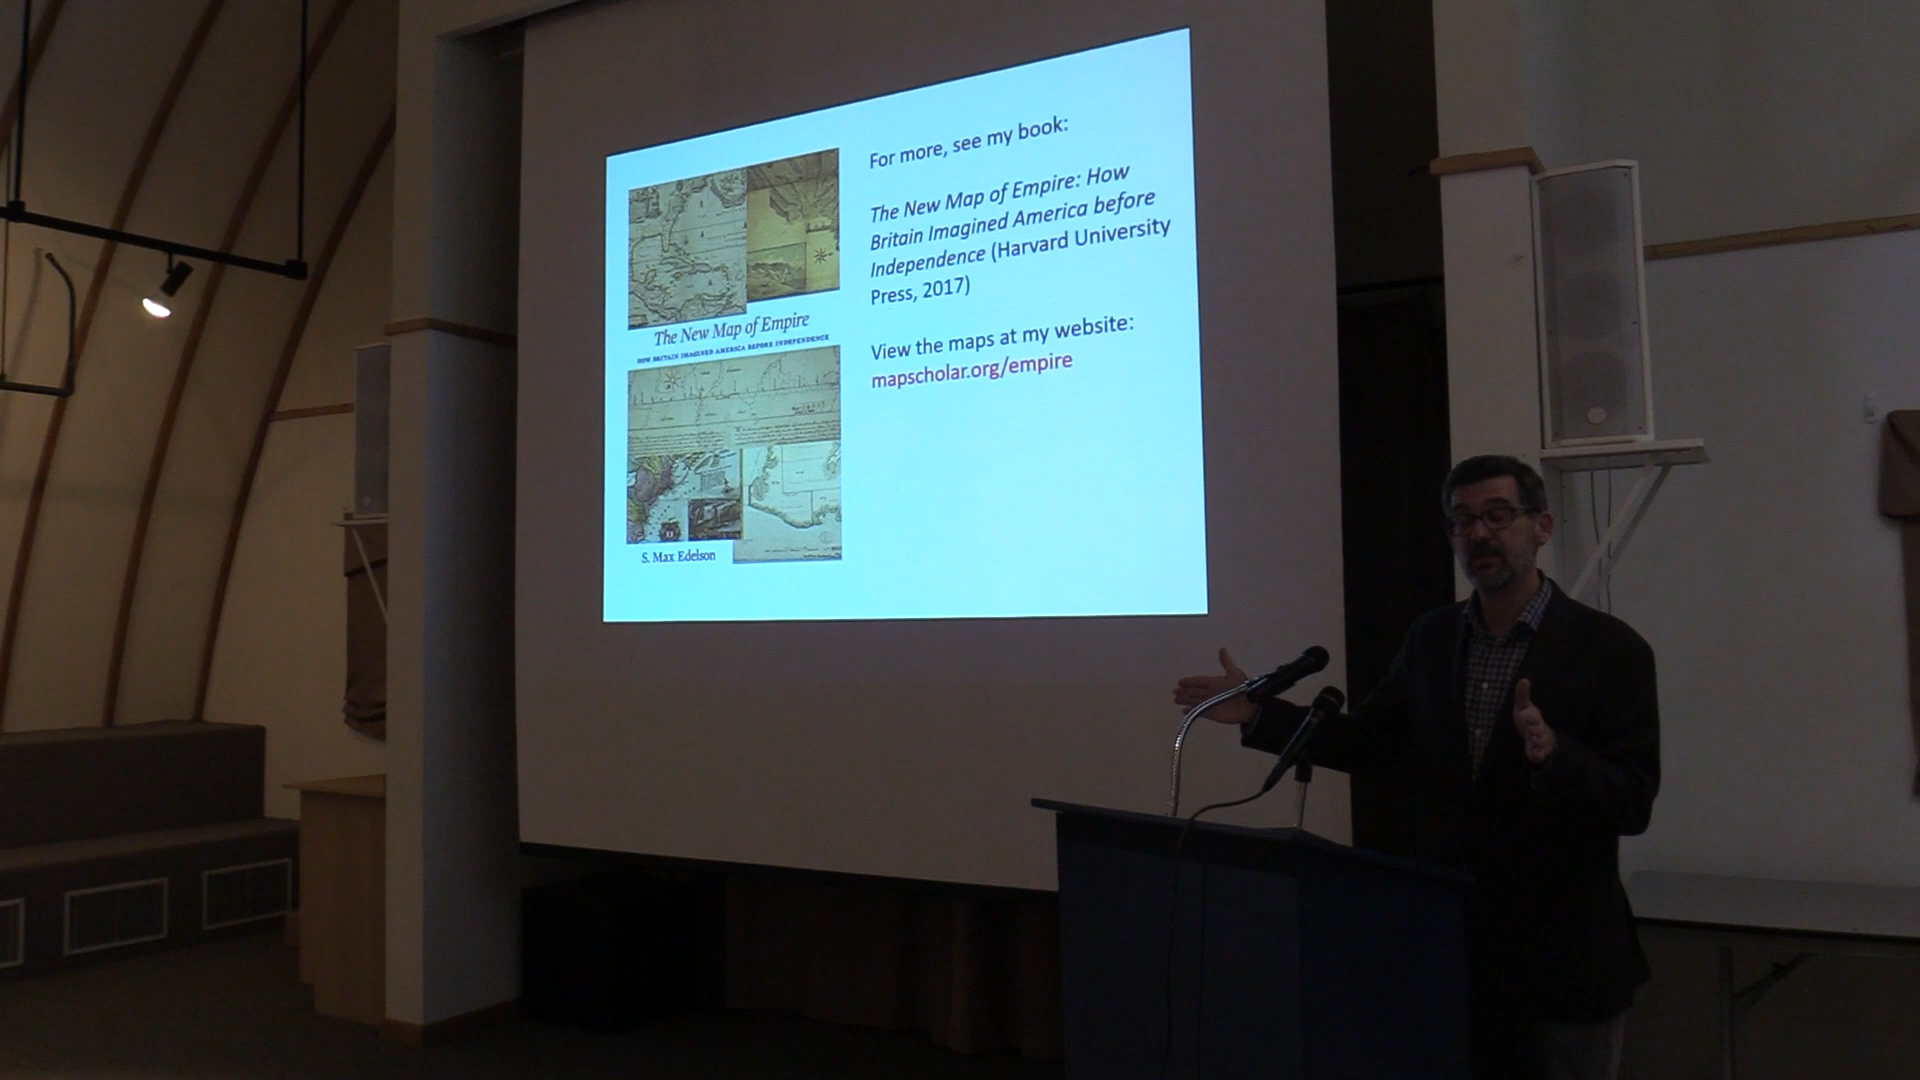 For more, see my book:
The New Map of Empire: How
Britain Imagined America before
Independence (Harvard University
Press, 2017)
View the maps at my website:
mapscholar.org/empire
The New Map of Empire
HOW BRITAIN IMAGINED AMERICA BEFORE INDEPENDENCE
S. Max Edelson